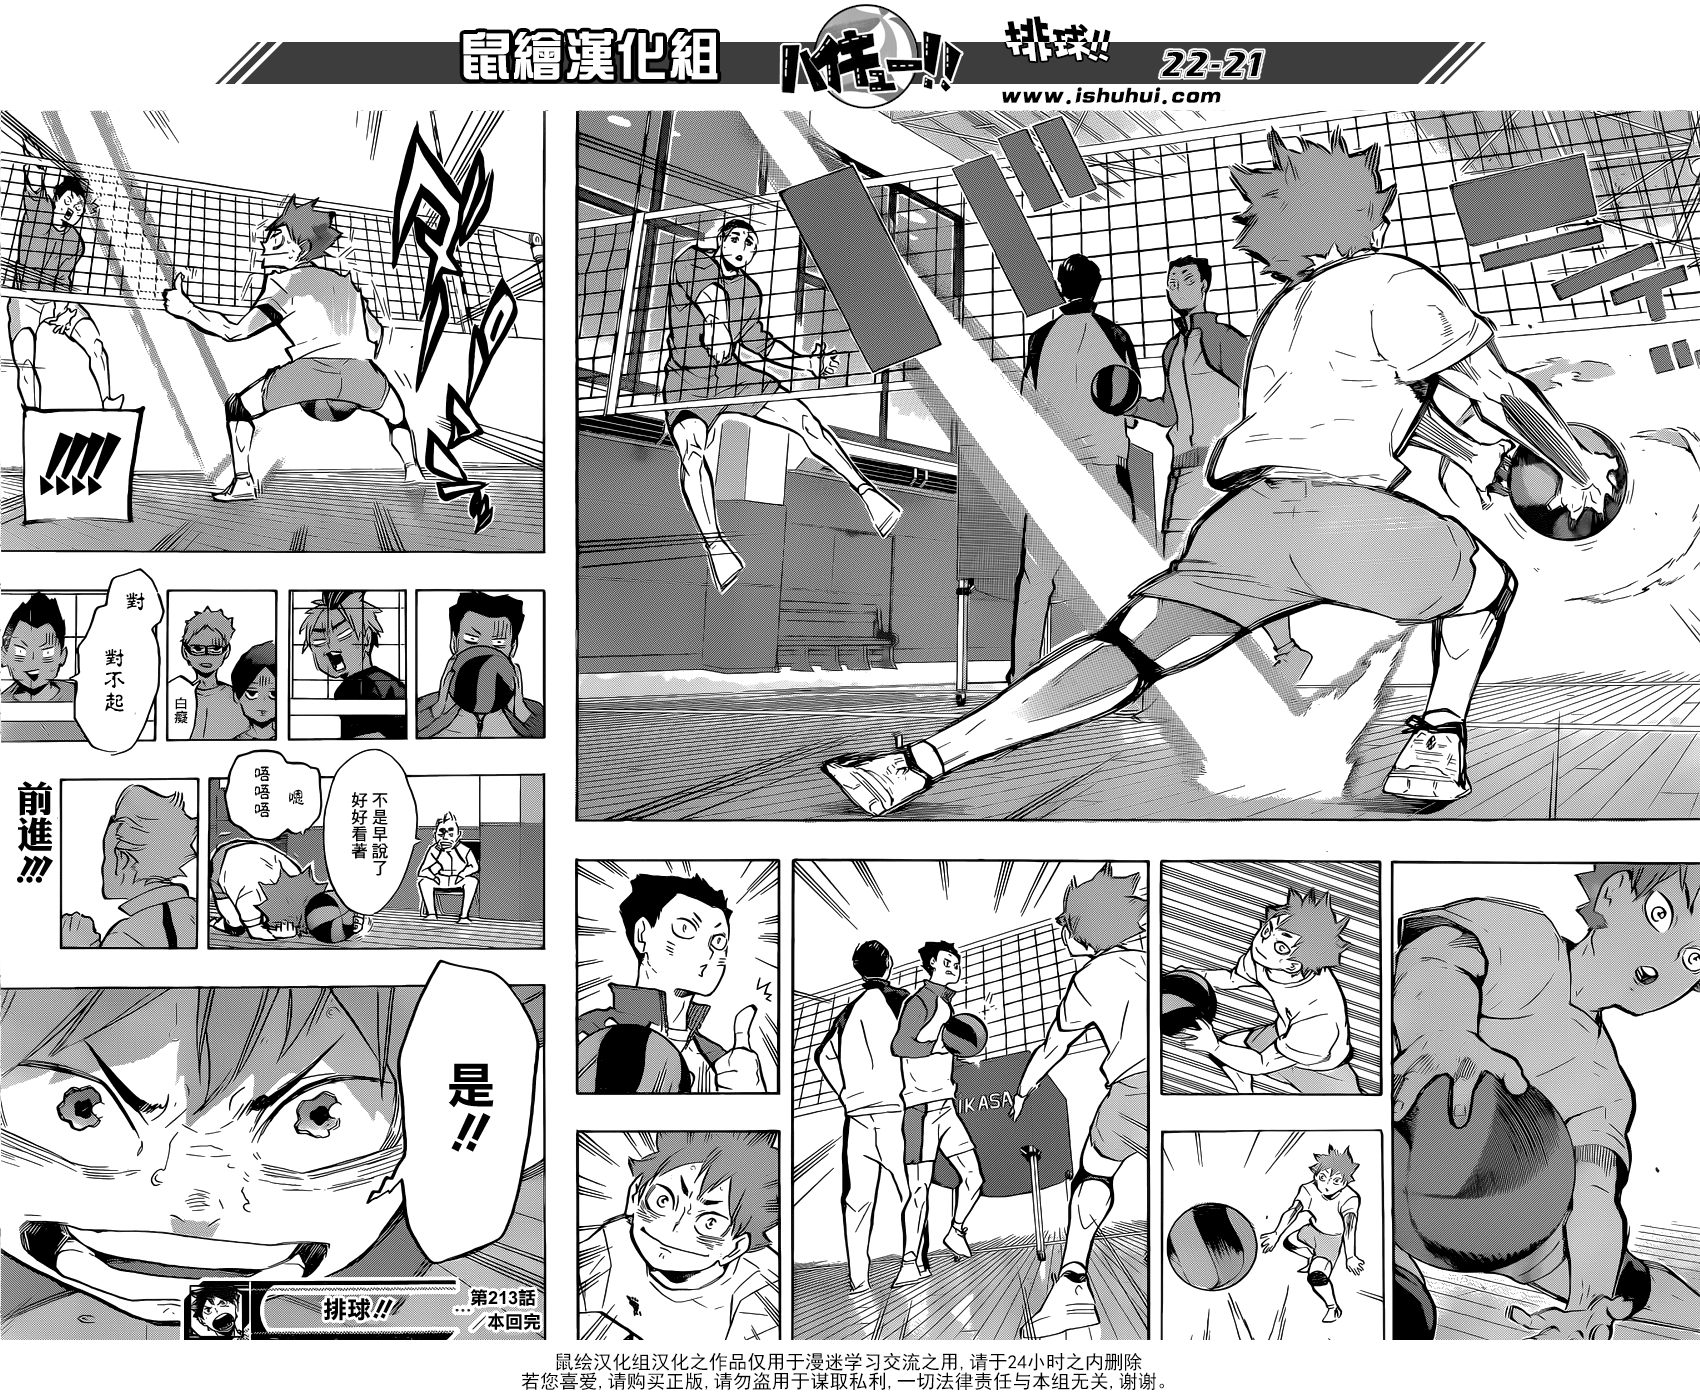 鼠繪漢化組
ハイキュー!!
排球!!
22-21
www.ishuhui.com
IKASA
!!!!
對
對不起
白癡
不是早說了
好好看著
嗯
唔唔唔
前進!!!
是!!
排球!!
第213話
…／本回完
鼠绘汉化组汉化之作品仅用于漫迷学习交流之用,请于24小时之内删除
若您喜爱,请购买正版,请勿盗用于谋取私利,一切法律责任与本组无关,谢谢。